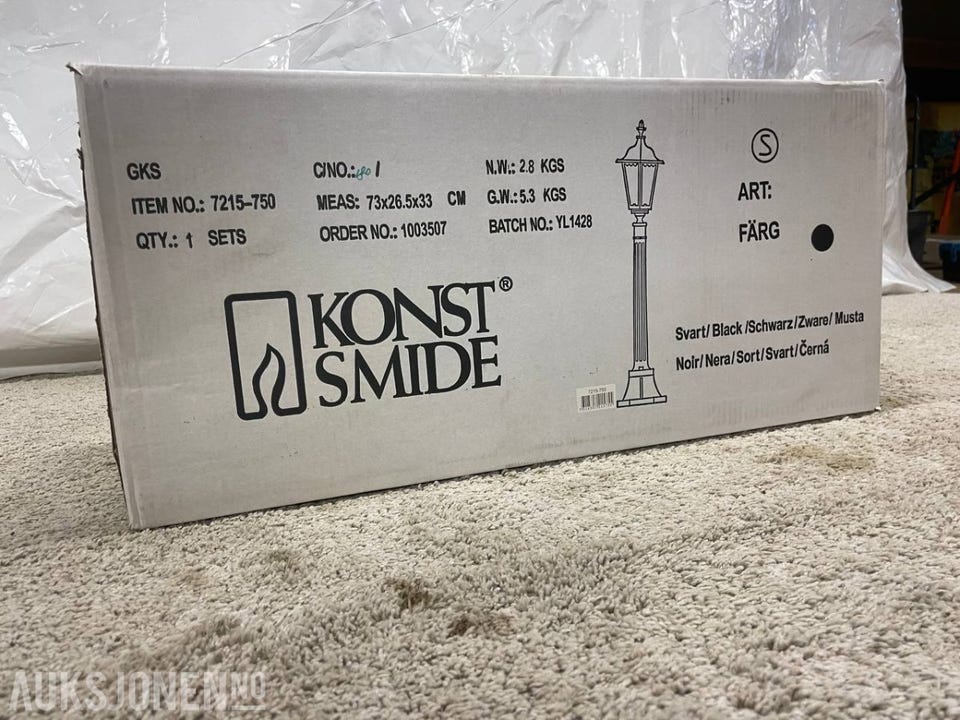 GKS
ITEM NO.: 7215-750
QTY.: 1 SETS
C/NO.: /
MEAS: 73x26.5x33 CM
ORDER NO.: 1003507
N.W.: 2.8 KGS
G.W.: 5.3 KGS
BATCH NO.: YL1428
KONST®
SMIDE
7215-750
S
ART:
FÄRG
Svart/ Black /Schwarz/Zware/ Musta
Noir/ Nera/ Sort/ Svart/ Černá
AUKSJONEN.NO